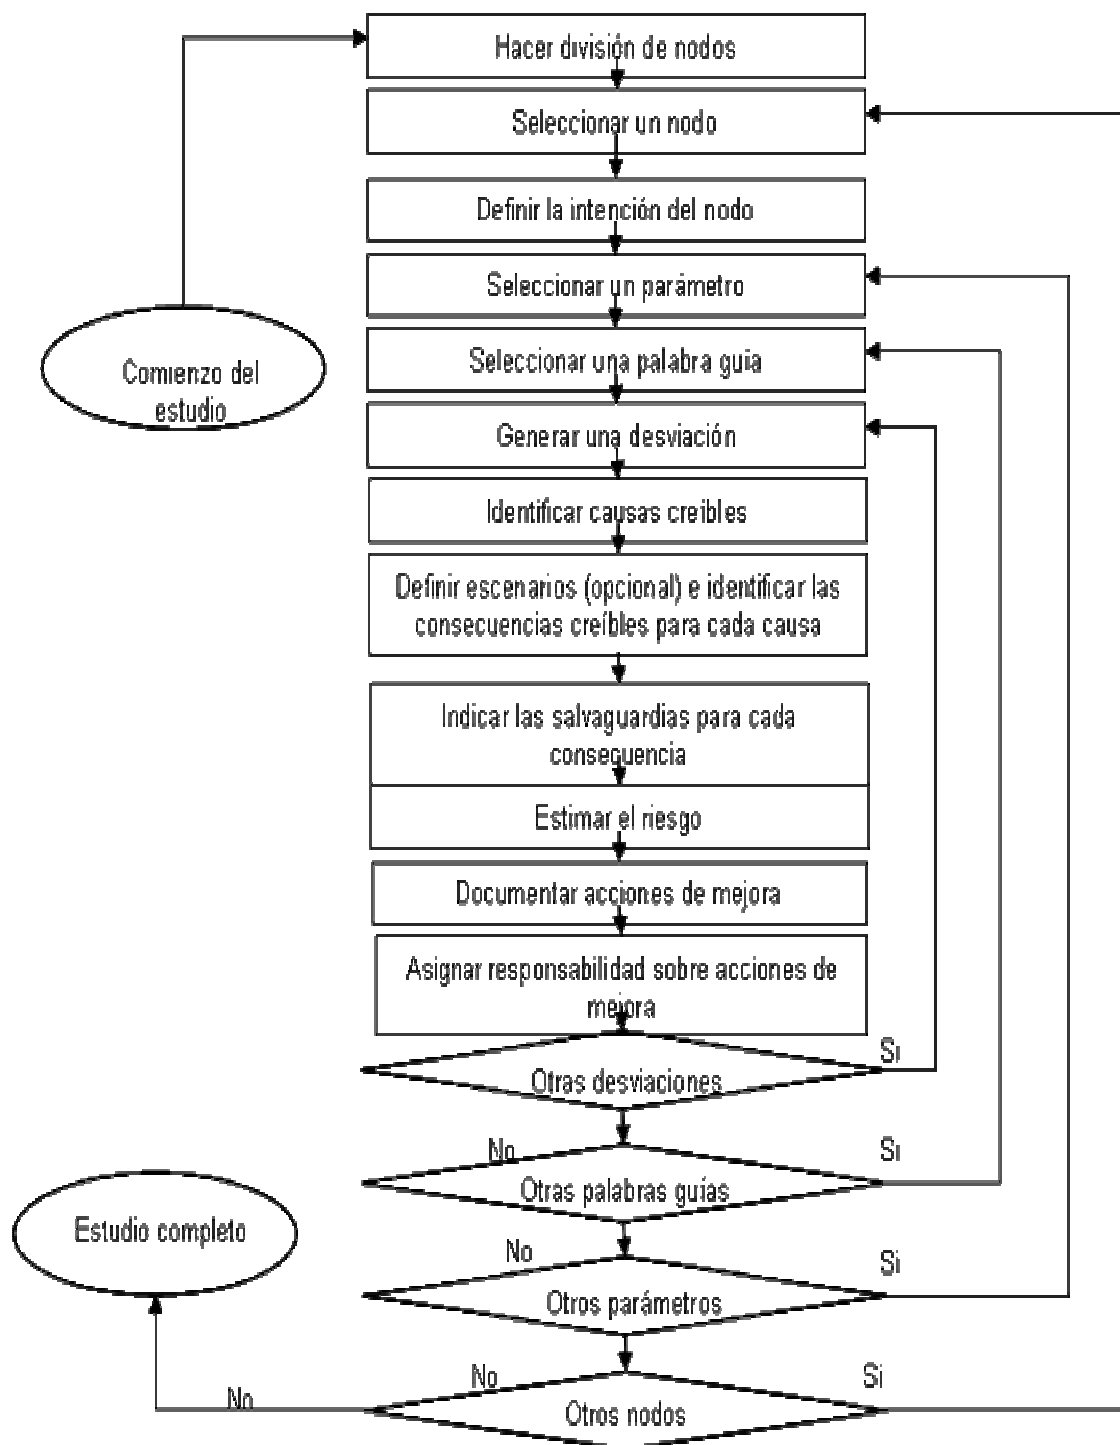 Hacer división de nodos
Seleccionar un nodo
Definir la intención del nodo
Seleccionar un parámetro
Seleccionar una palabra guía
Comienzo del
estudio
Generar una desviación
Identificar causas creíbles
Definir escenarios (opcional) e identificar las
consecuencias creíbles para cada causa
Indicar las salvaguardias para cada
consecuencia
Estimar el riesgo
Documentar acciones de mejora
Asignar responsabilidad sobre acciones de
mejora
Si
Otras desviaciones
No
Si
Otras palabras guías
Estudio completo
No
Si
Otros parámetros
No
Si
No
Otros nodos